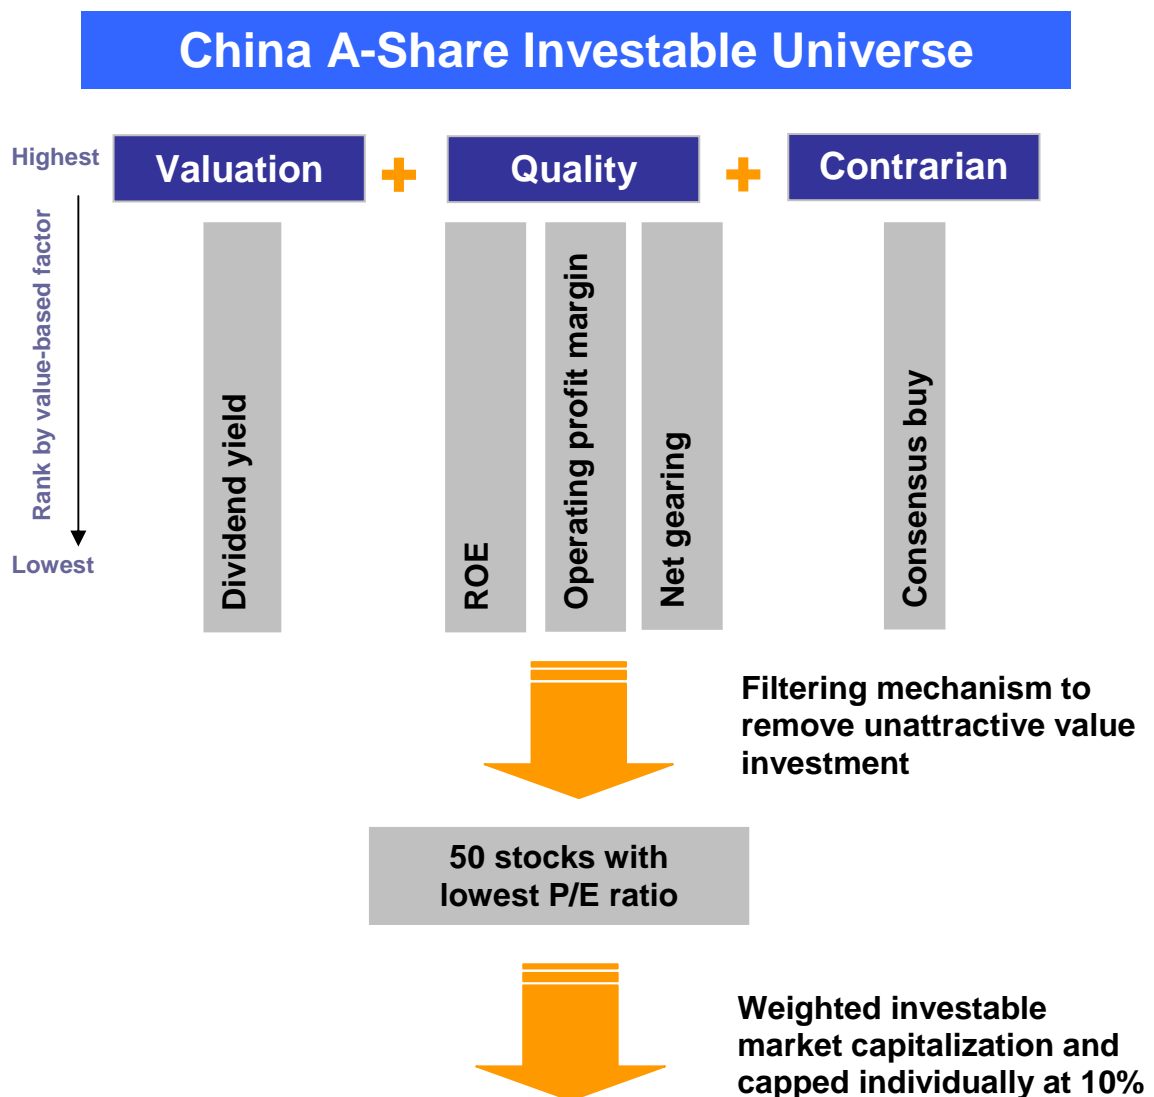 China A-Share Investable Universe
Highest
Valuation
Quality
Contrarian
Rank by value-based factor
Lowest
Dividend yield
ROE
Operating profit margin
Net gearing
Consensus buy
Filtering mechanism to
remove unattractive value
investment
50 stocks with
lowest P/E ratio
Weighted investable
market capitalization and
capped individually at 10%